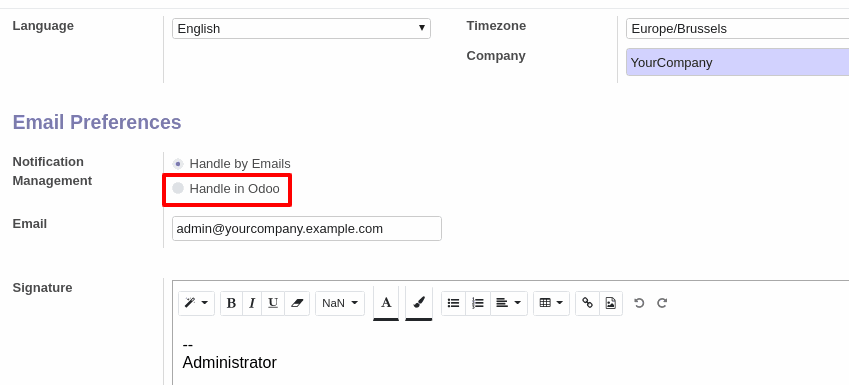 Language English Timezone Europe/Brussels
Company YourCompany
Email Preferences
Notification Management
Handle by Emails
Handle in Odoo
Email admin@yourcompany.example.com
Signature
B I U NaN A
--
Administrator